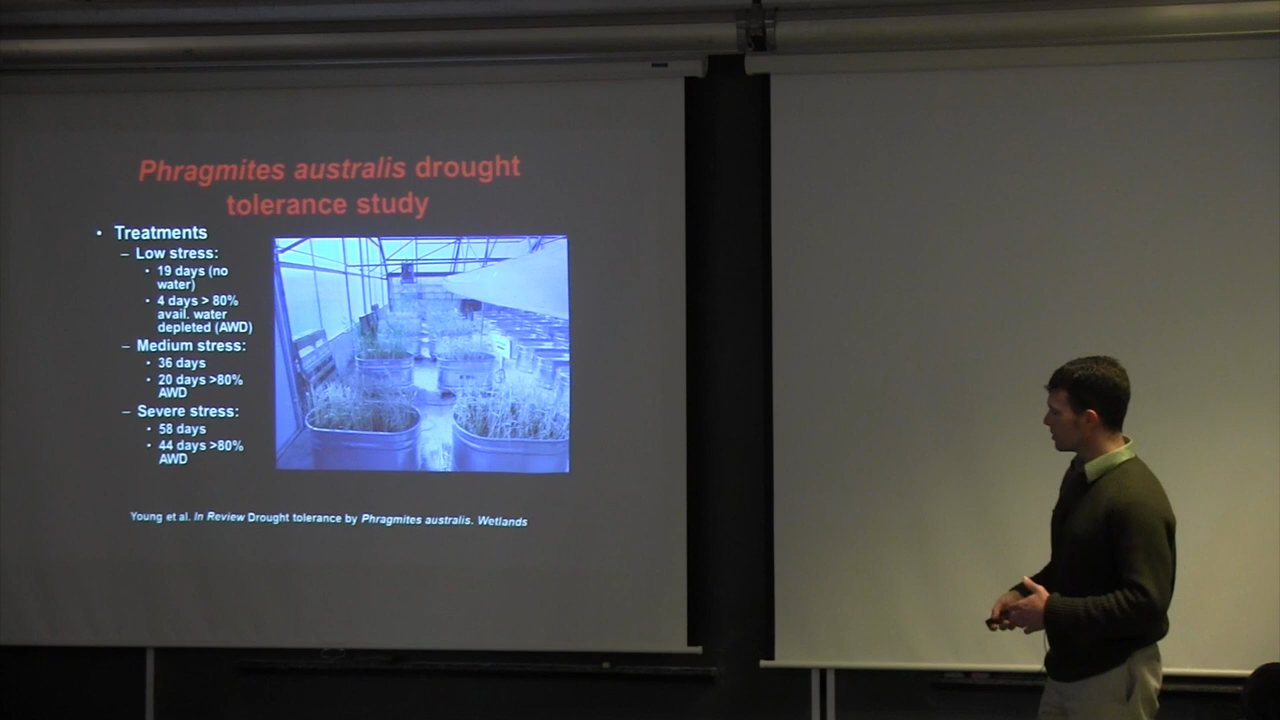 Phragmites australis drought
tolerance study
• Treatments
– Low stress:
• 19 days (no
water)
• 4 days > 80%
avail. water
depleted (AWD)
– Medium stress:
• 36 days
• 20 days >80%
AWD
– Severe stress:
• 58 days
• 44 days >80%
AWD
Young et al. In Review Drought tolerance by Phragmites australis. Wetlands